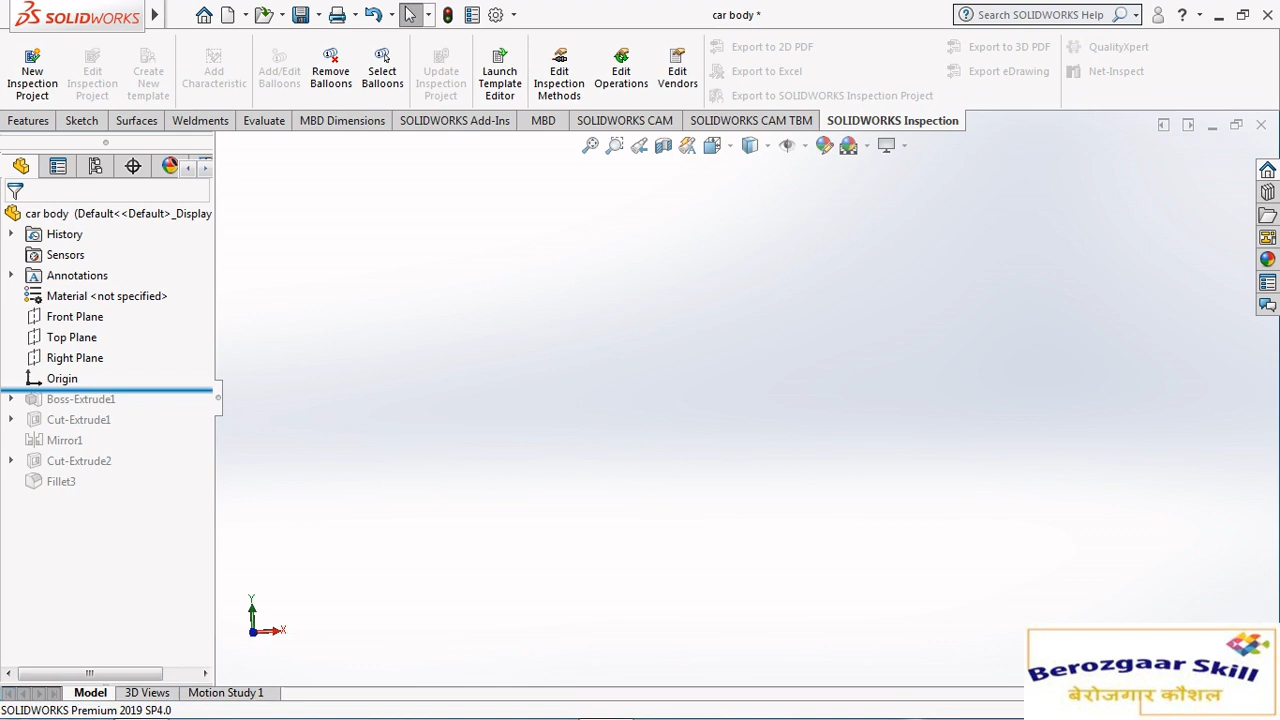 SOLIDWORKS
car body *
Search SOLIDWORKS Help
New Inspection Project
Edit Inspection Project
Create New template
Add Characteristic
Add/Edit Balloons
Remove Balloons
Select Balloons
Update Inspection Project
Launch Template Editor
Edit Inspection Methods
Edit Operations
Edit Vendors
Export to 2D PDF
Export to Excel
Export to SOLIDWORKS Inspection Project
Export to 3D PDF
Export eDrawing
QualityXpert
Net-Inspect
Features Sketch Surfaces Weldments Evaluate MBD Dimensions SOLIDWORKS Add-Ins MBD SOLIDWORKS CAM SOLIDWORKS CAM TBM SOLIDWORKS Inspection
car body (Default<<Default>_Display
History
Sensors
Annotations
Material <not specified>
Front Plane
Top Plane
Right Plane
Origin
Boss-Extrude1
Cut-Extrude1
Mirror1
Cut-Extrude2
Fillet3
Y
X
Berozgaar Skill
बेरोजगार कौशल
Model 3D Views Motion Study 1
SOLIDWORKS Premium 2019 SP4.0